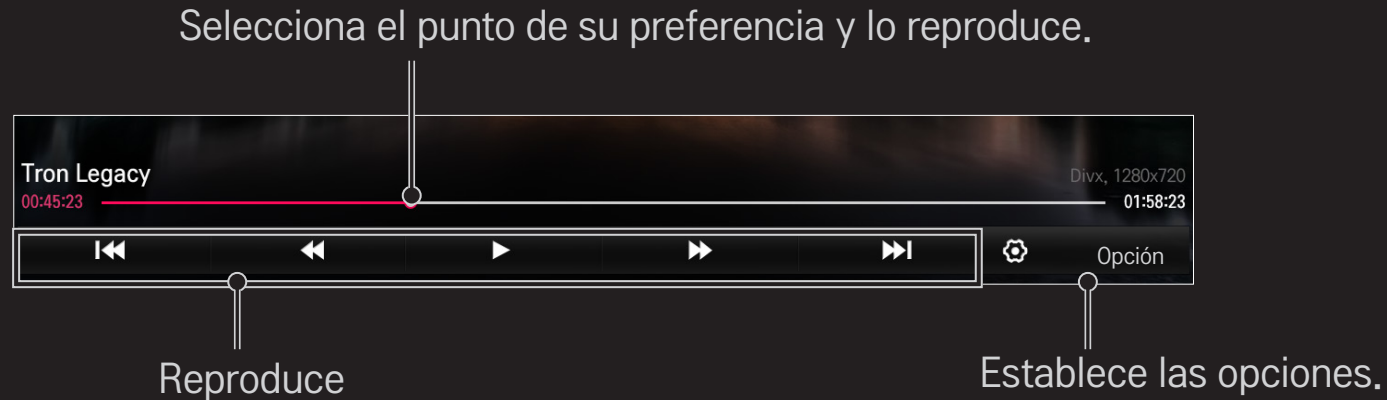 Selecciona el punto de su preferencia y lo reproduce.
Tron Legacy
Divx, 1280x720
00:45:23
01:58:23
Opción
Reproduce
Establece las opciones.